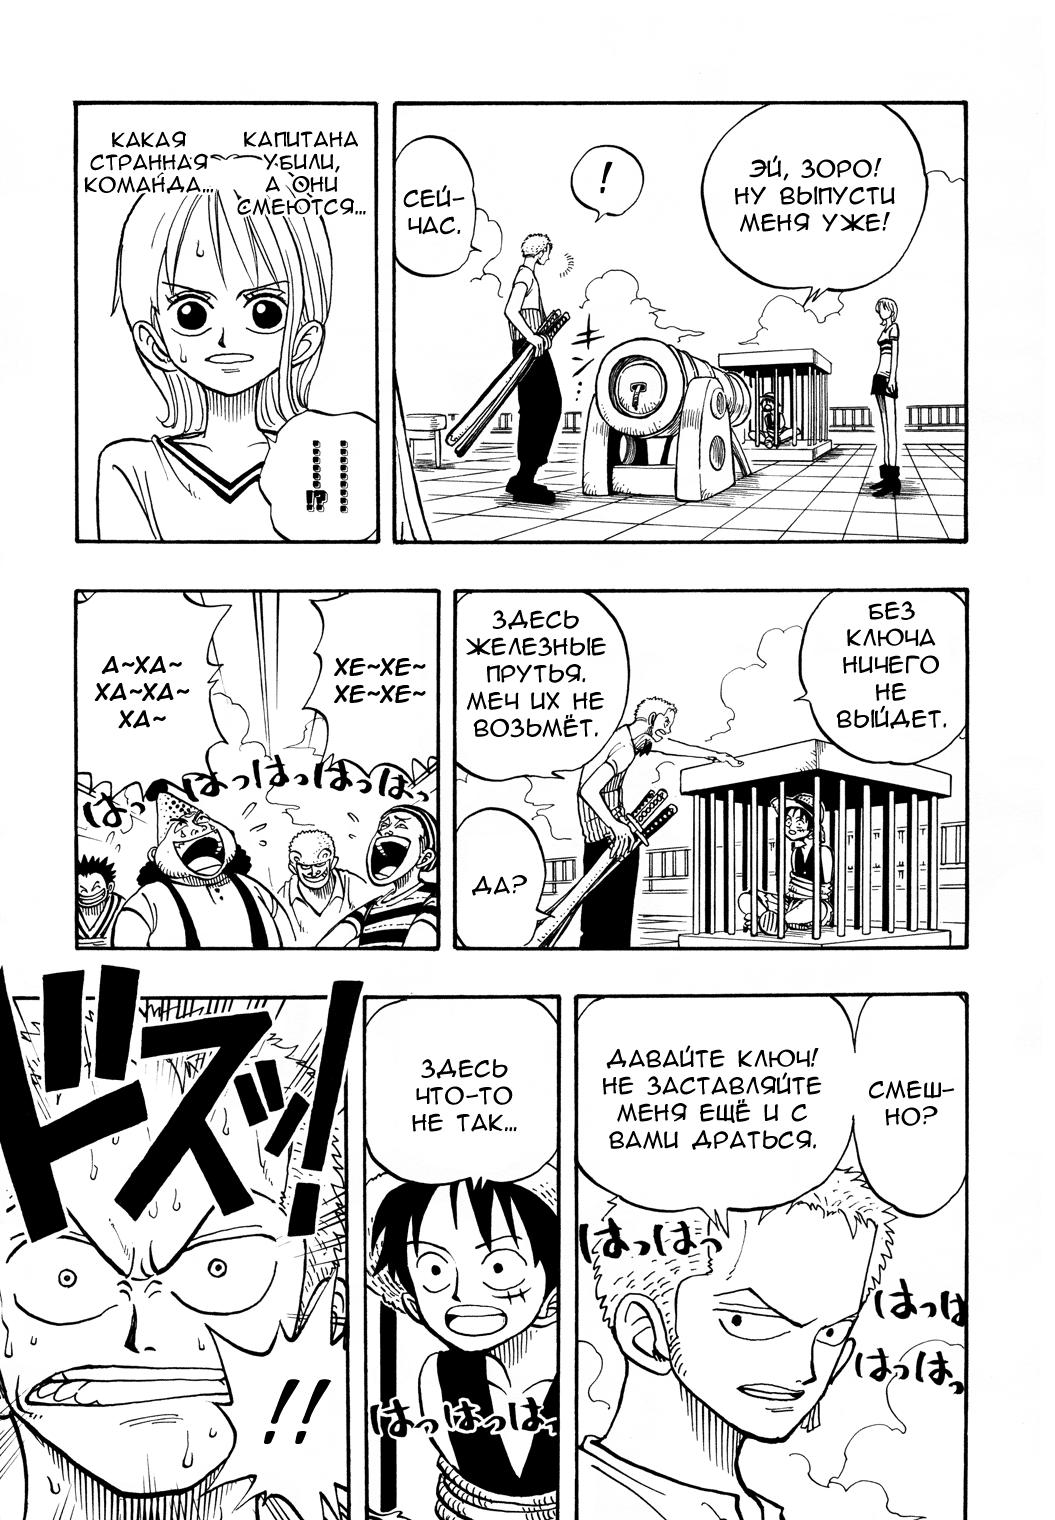 ЭЙ, ЗОРО!
НУ ВЫПУСТИ
МЕНЯ УЖЕ!
!
СЕЙ-
ЧАС.
КАПИТАНА
УБИЛИ,
А ОНИ
СМЕЮТСЯ...
КАКАЯ
СТРАННАЯ
КОМАНДА...
!?
БЕЗ
КЛЮЧА
НИЧЕГО
НЕ
ВЫЙДЕТ.
ЗДЕСЬ
ЖЕЛЕЗНЫЕ
ПРУТЬЯ.
МЕЧ ИХ НЕ
ВОЗЬМЁТ.
ДА?
ХЕ~ХЕ~
ХЕ~ХЕ~
А~ХА~
ХА~ХА~
ХА~
はっはっはっはっはっ
СМЕШ-
НО?
ДАВАЙТЕ КЛЮЧ!
НЕ ЗАСТАВЛЯЙТЕ
МЕНЯ ЕЩЁ И С
ВАМИ ДРАТЬСЯ.
はっはっ
はっは
はっはっ
ЗДЕСЬ
ЧТО-ТО
НЕ ТАК...
はっはっはっ
ドスッ!
!!